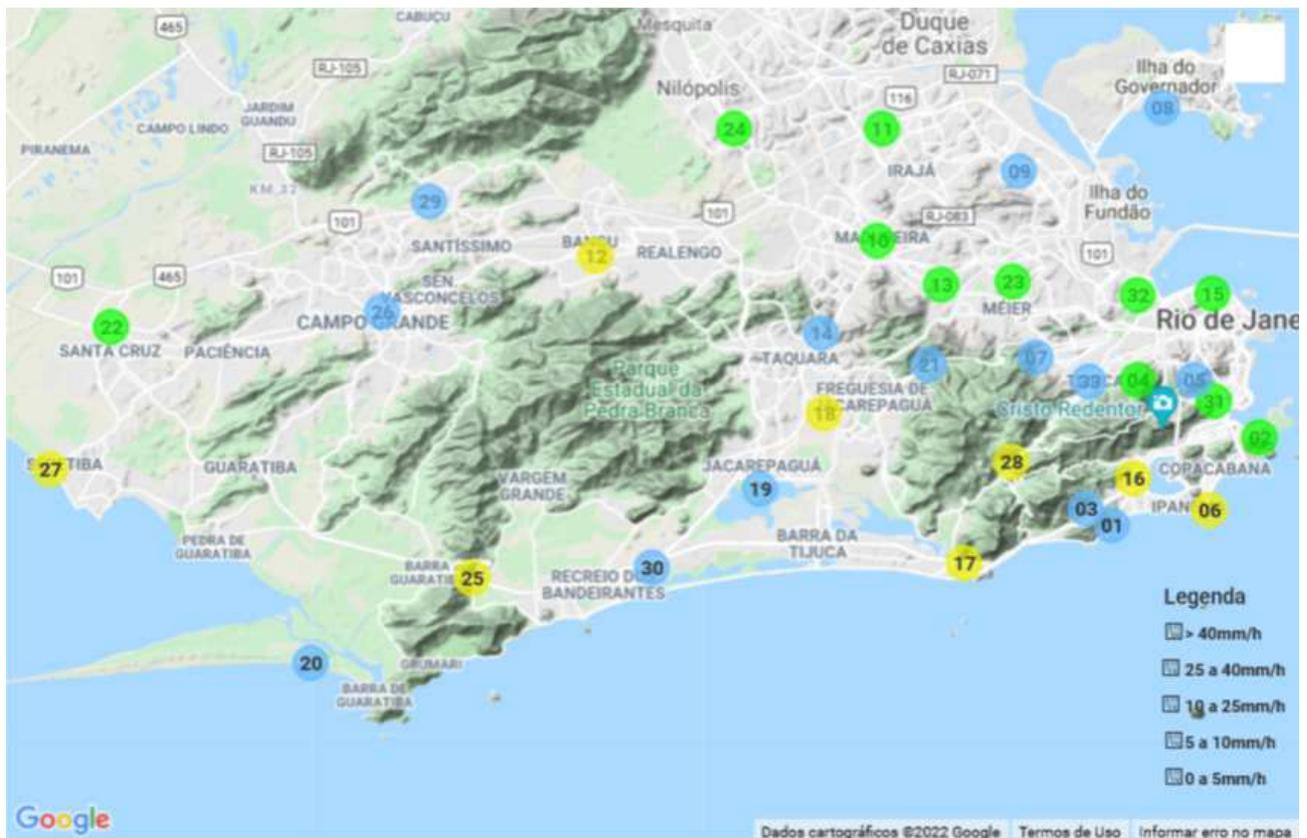 465
CABUÇU
Mesquita
Duque
de Caxias
RJ-105
RJ-071
Ilha do
Governador
Nilópolis
116
JARDIM
GUANDU
08
CAMPO LINDO
24
11
PIRANEMA
RJ-105
IRAJÁ
09
KM 32
29
Ilha do
Fundão
101
RJ-083
101
SANTÍSSIMO
12
REALENGO
10
101
465
101
SEN.
VASCONCELOS
13
23
32
15
26
CAMPO GRANDE
MÉIER
22
14
Rio de Jane
SANTA CRUZ
PACIÊNCIA
TAQUARA
21
07
Parque
Estadual da
Pedra Branca
33
04
05
FREGUESIA DE
18
Cristo Redentor
31
02
27
GUARATIBA
JACAREPAGUÁ
28
COPACABANA
VARGEM
GRANDE
19
16
03
01
06
PEDRA DE
GUARATIBA
BARRA DA
TIJUCA
25
30
17
RECREIO DOS
BANDEIRANTES
Legenda
> 40mm/h
20
GRUMARI
25 a 40mm/h
BARRA DE
GUARATIBA
10 a 25mm/h
5 a 10mm/h
0 a 5mm/h
Google
Dados cartográficos ©2022 Google
Termos de Uso
Informar erro no mapa